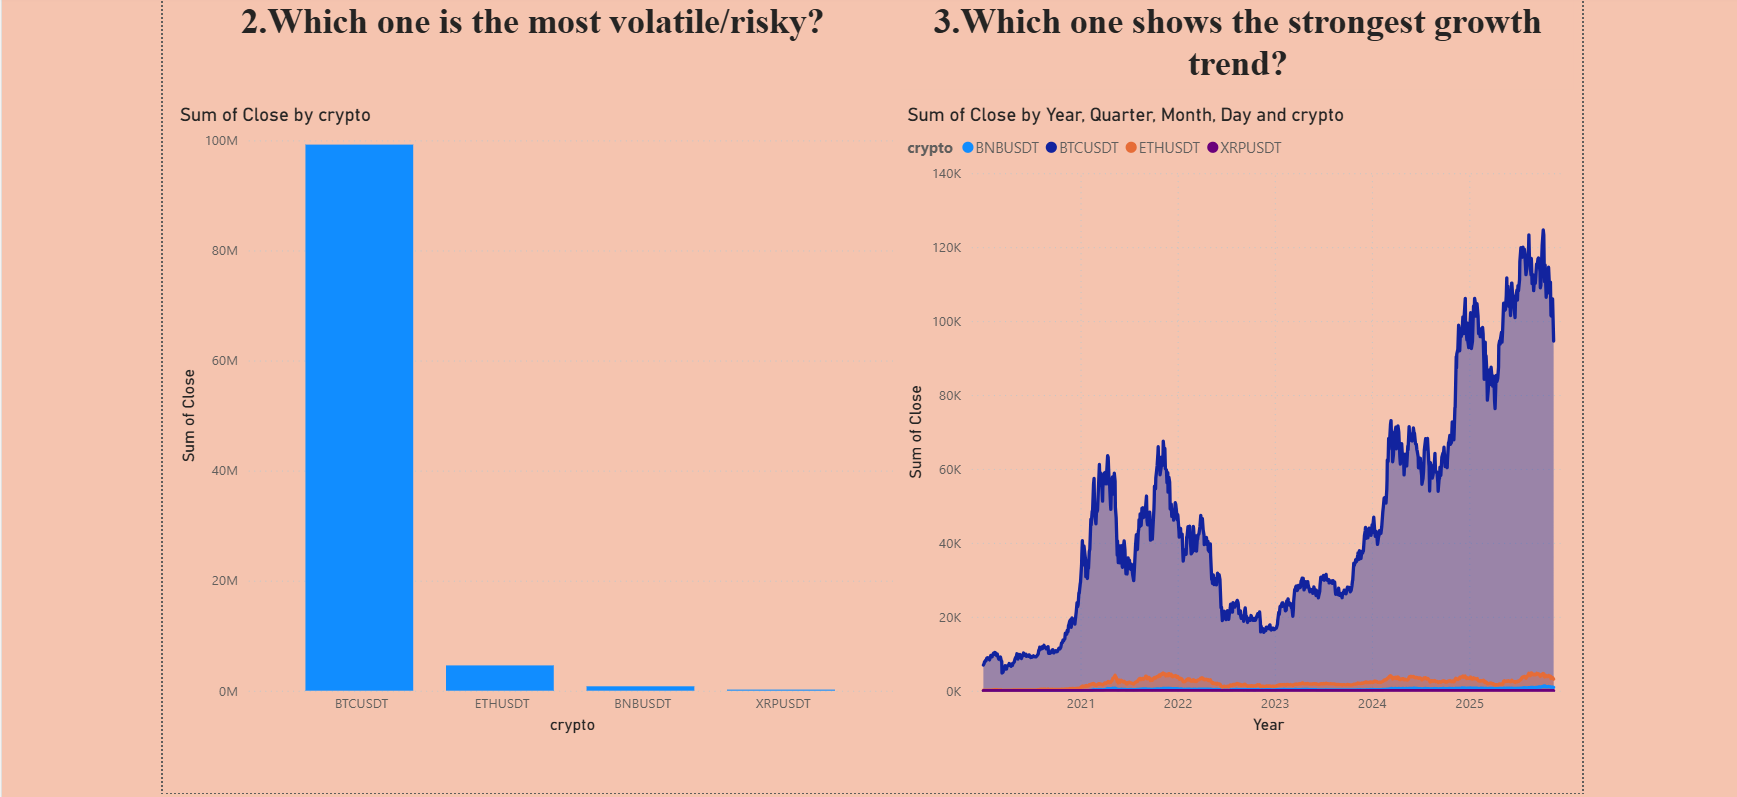 2.Which one is the most volatile/risky?
Sum of Close by crypto
100M
80M
60M
40M
20M
0M
Sum of Close
BTCUSDT
ETHUSDT
BNBUSDT
XRPUSDT
crypto
3.Which one shows the strongest growth
trend?
Sum of Close by Year, Quarter, Month, Day and crypto
crypto BNBUSDT BTCUSDT ETHUSDT XRPUSDT
140K
120K
100K
80K
60K
40K
20K
0K
Sum of Close
2021
2022
2023
2024
2025
Year